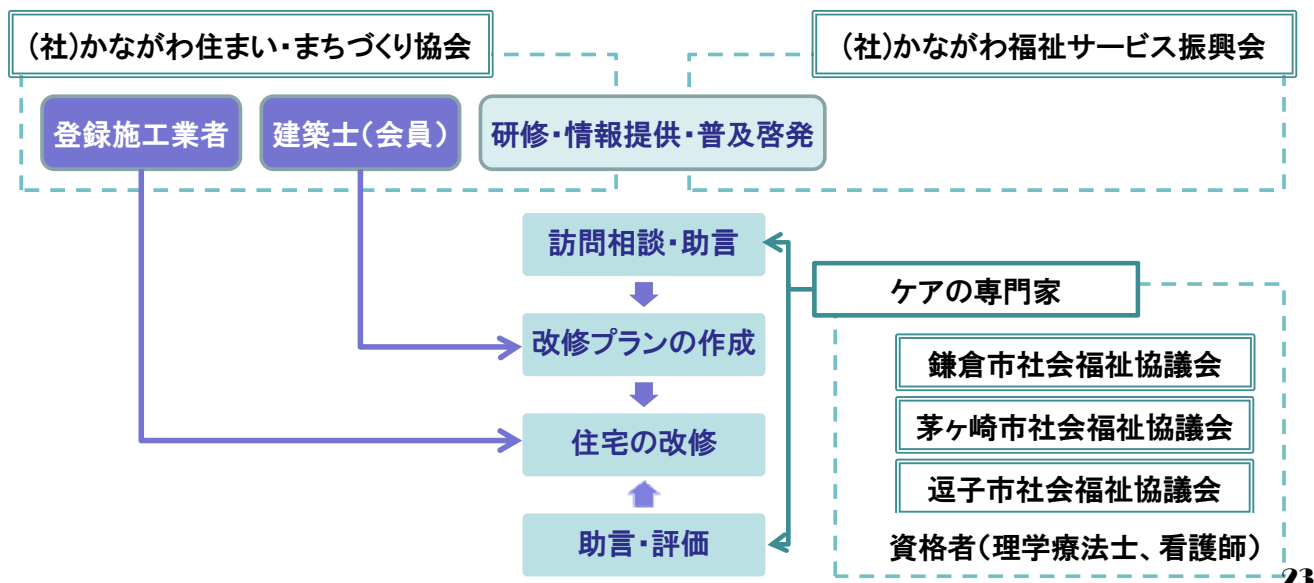 (社)かながわ住まい・まちづくり協会
(社)かながわ福祉サービス振興会
登録施工業者
建築士(会員)
研修・情報提供・普及啓発
訪問相談・助言
ケアの専門家
改修プランの作成
鎌倉市社会福祉協議会
茅ヶ崎市社会福祉協議会
住宅の改修
逗子市社会福祉協議会
助言・評価
資格者(理学療法士、看護師)
23